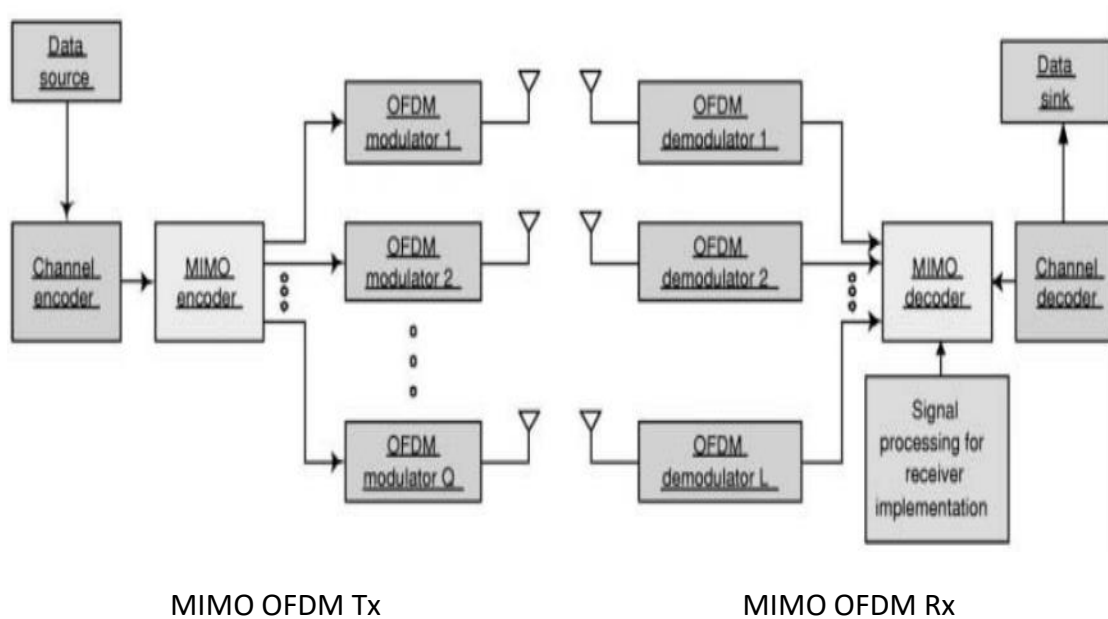 Data
source
Channel
encoder
MIMO
encoder
OFDM
modulator 1
OFDM
modulator 2
OFDM
modulator Q
OFDM
demodulator 1
OFDM
demodulator 2
OFDM
demodulator L
Data
sink
MIMO
decoder
Channel
decoder
Signal
processing for
receiver
implementation
MIMO OFDM Tx
MIMO OFDM Rx